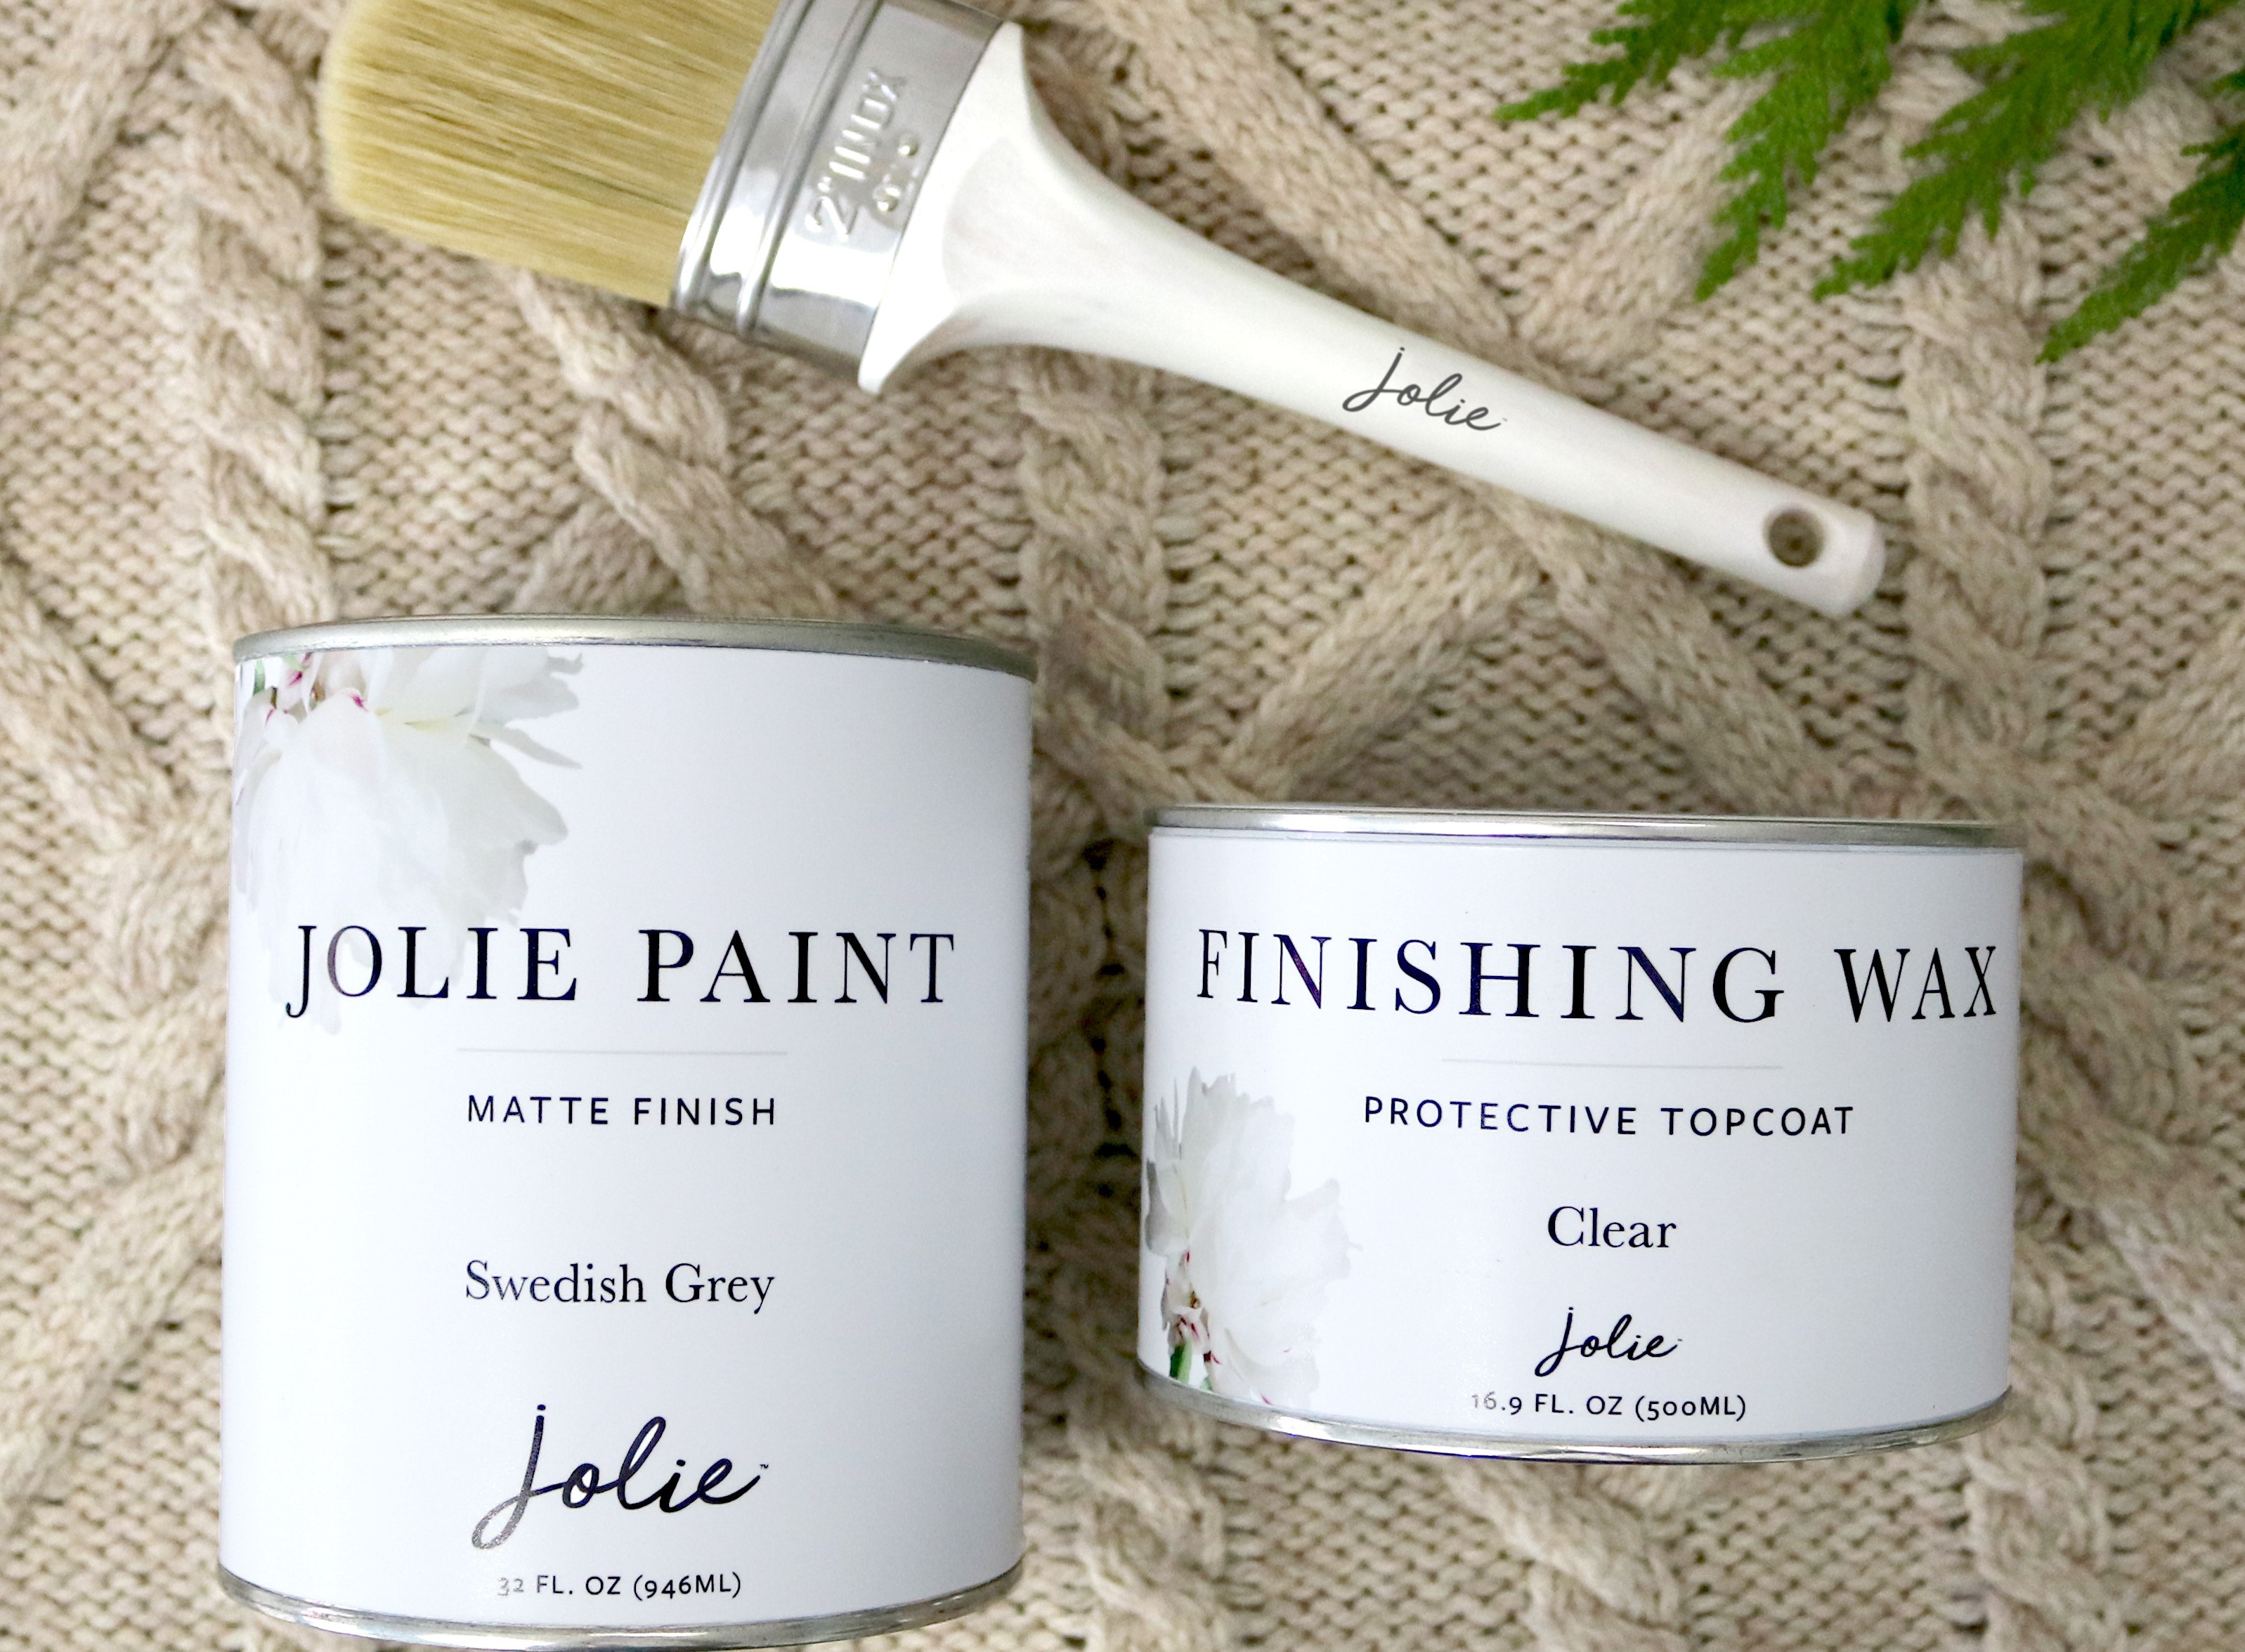 JOLIE PAINT
MATTE FINISH
Swedish Grey
jolie™
32 FL. OZ (946ML)
FINISHING WAX
PROTECTIVE TOPCOAT
Clear
jolie
16.9 FL. OZ (500ML)
2" INOX
jolie